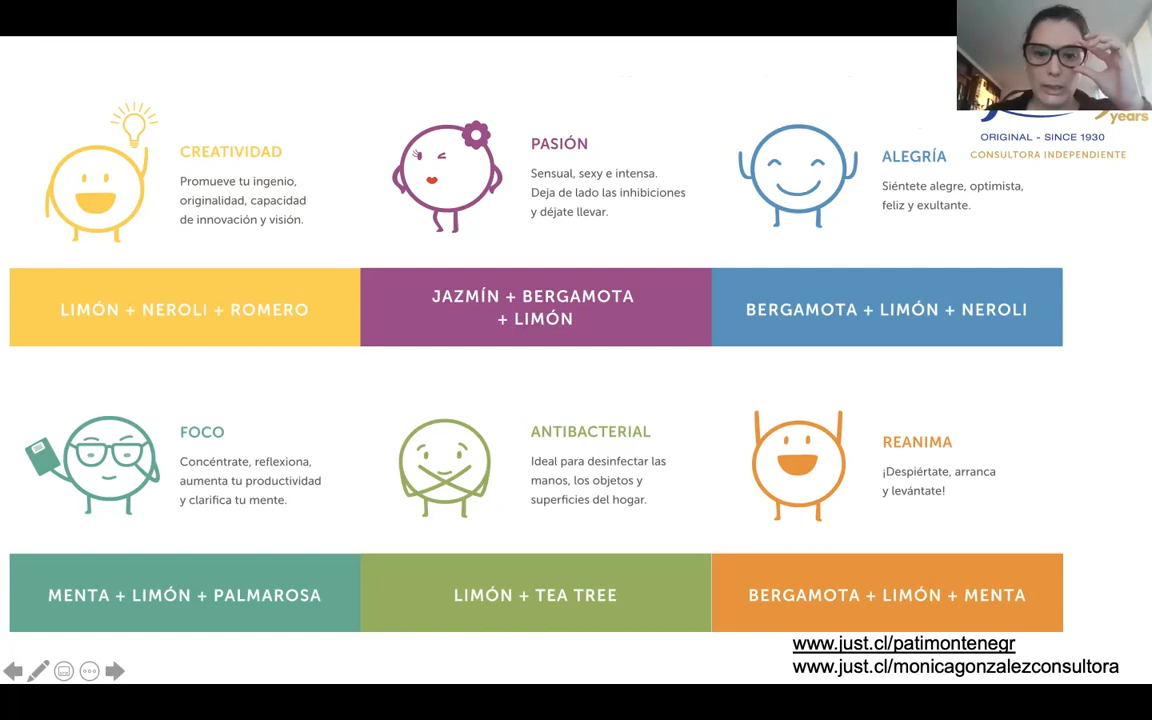 CREATIVIDAD
Promueve tu ingenio,
originalidad, capacidad
de innovación y visión.
PASIÓN
Sensual, sexy e intensa.
Deja de lado las inhibiciones
y déjate llevar.
ALEGRÍA
Siéntete alegre, optimista,
feliz y exultante.
years
ORIGINAL - SINCE 1930
CONSULTORA INDEPENDIENTE
LIMÓN + NEROLI + ROMERO
JAZMÍN + BERGAMOTA
+ LIMÓN
BERGAMOTA + LIMÓN + NEROLI
FOCO
Concéntrate, reflexiona,
aumenta tu productividad
y clarifica tu mente.
ANTIBACTERIAL
Ideal para desinfectar las
manos, los objetos y
superficies del hogar.
REANIMA
¡Despiértate, arranca
y levántate!
MENTA + LIMÓN + PALMAROSA
LIMÓN + TEA TREE
BERGAMOTA + LIMÓN + MENTA
www.just.cl/patimontenegr
www.just.cl/monicagonzalezconsultora